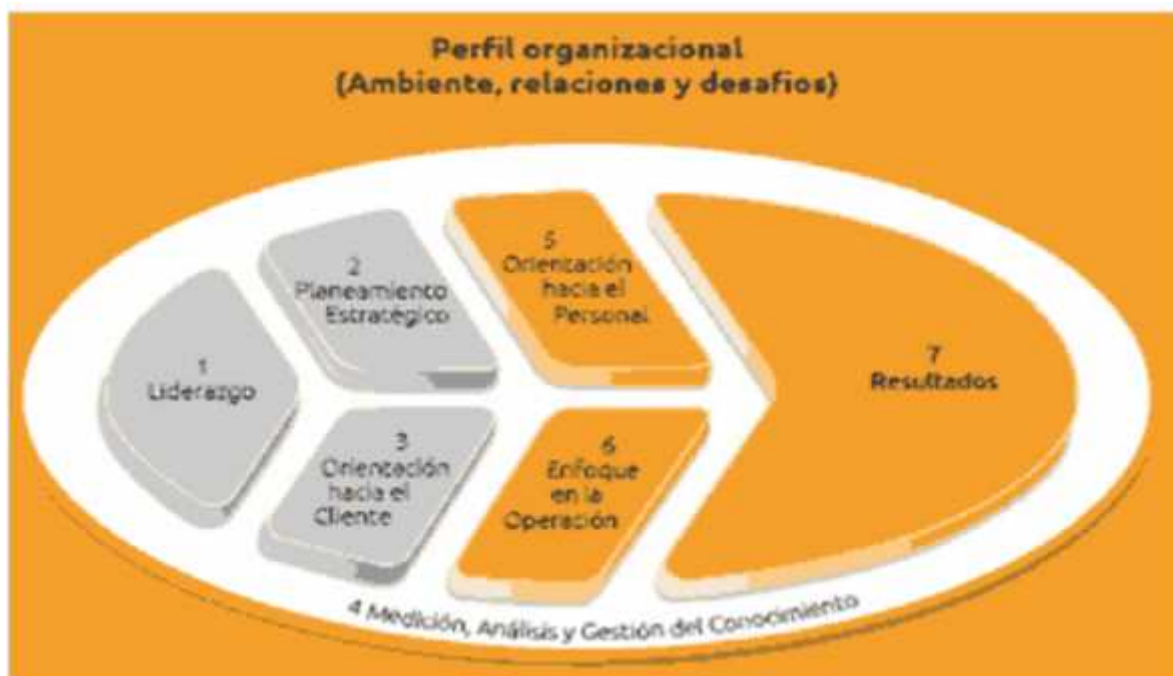 Perfil organizacional
(Ambiente, relaciones y desafios)
1
Liderazgo
2
Planeamiento
Estratégico
3
Orientación
hacia el
Cliente
5
Orientación
hacia el
Personal
6
Enfoque
en la
Operación
7
Resultados
4 Medición, Análisis y Gestión del Conocimiento